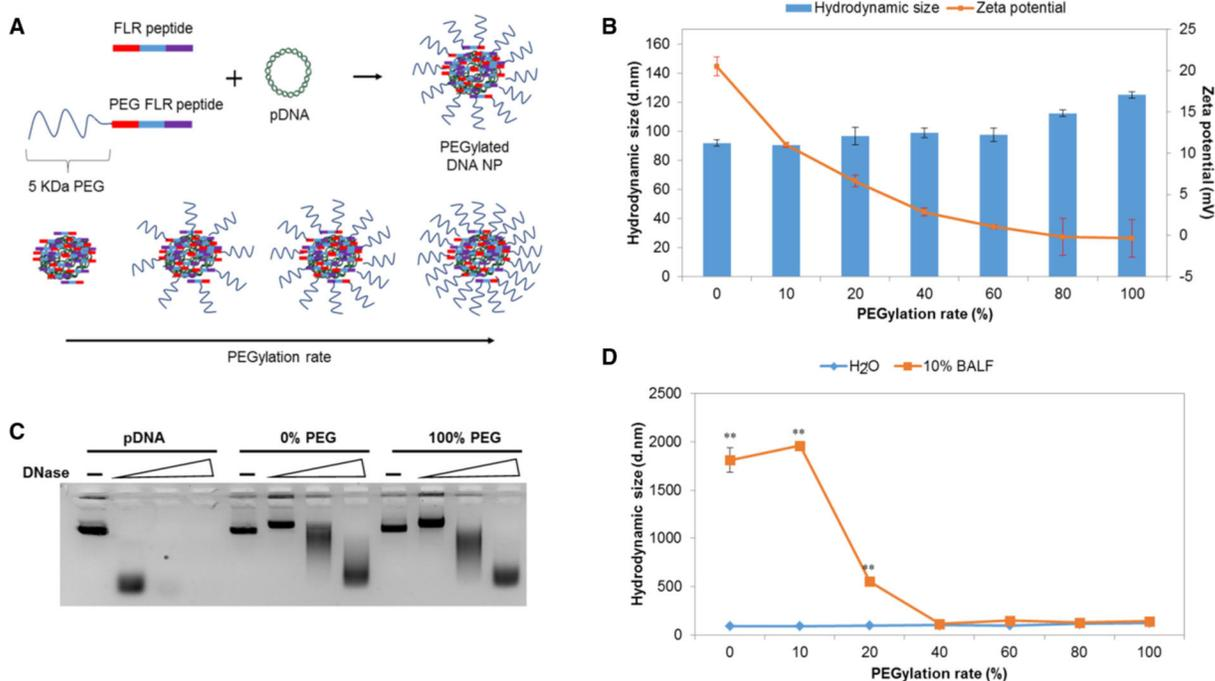 A
FLR peptide
PEG FLR peptide
+
pDNA
5 KDa PEG
PEGylated
DNA NP
PEGylation rate
B
Hydrodynamic size
Zeta potential
Hydrodynamic size (d.nm)
160
140
120
100
80
60
40
20
0
25
20
15
10
5
0
-5
Zeta potential (mV)
0 10 20 40 60 80 100
PEGylation rate (%)
C
pDNA 0% PEG 100% PEG
DNase
D
H2O
10% BALF
Hydrodynamic size (d.nm)
2500
2000
1500
1000
500
0
**
**
**
0 10 20 40 60 80 100
PEGylation rate (%)